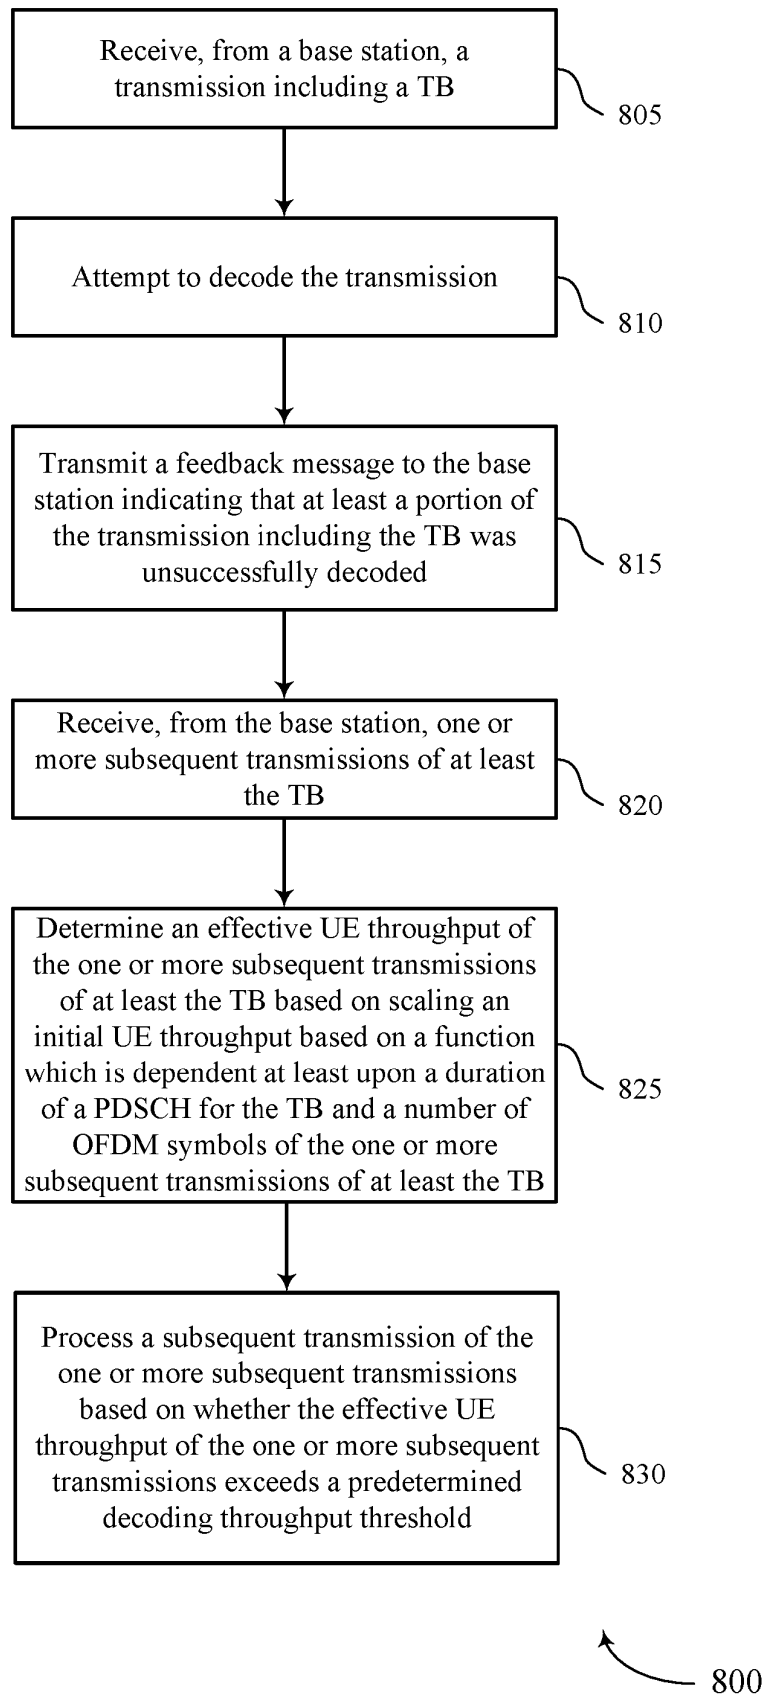 Receive, from a base station, a
transmission including a TB
805
Attempt to decode the transmission
810
Transmit a feedback message to the base
station indicating that at least a portion of
the transmission including the TB was
unsuccessfully decoded
815
Receive, from the base station, one or
more subsequent transmissions of at least
the TB
820
Determine an effective UE throughput of
the one or more subsequent transmissions
of at least the TB based on scaling an
initial UE throughput based on a function
which is dependent at least upon a duration
of a PDSCH for the TB and a number of
OFDM symbols of the one or more
subsequent transmissions of at least the TB
825
Process a subsequent transmission of the
one or more subsequent transmissions
based on whether the effective UE
throughput of the one or more subsequent
transmissions exceeds a predetermined
decoding throughput threshold
830
800